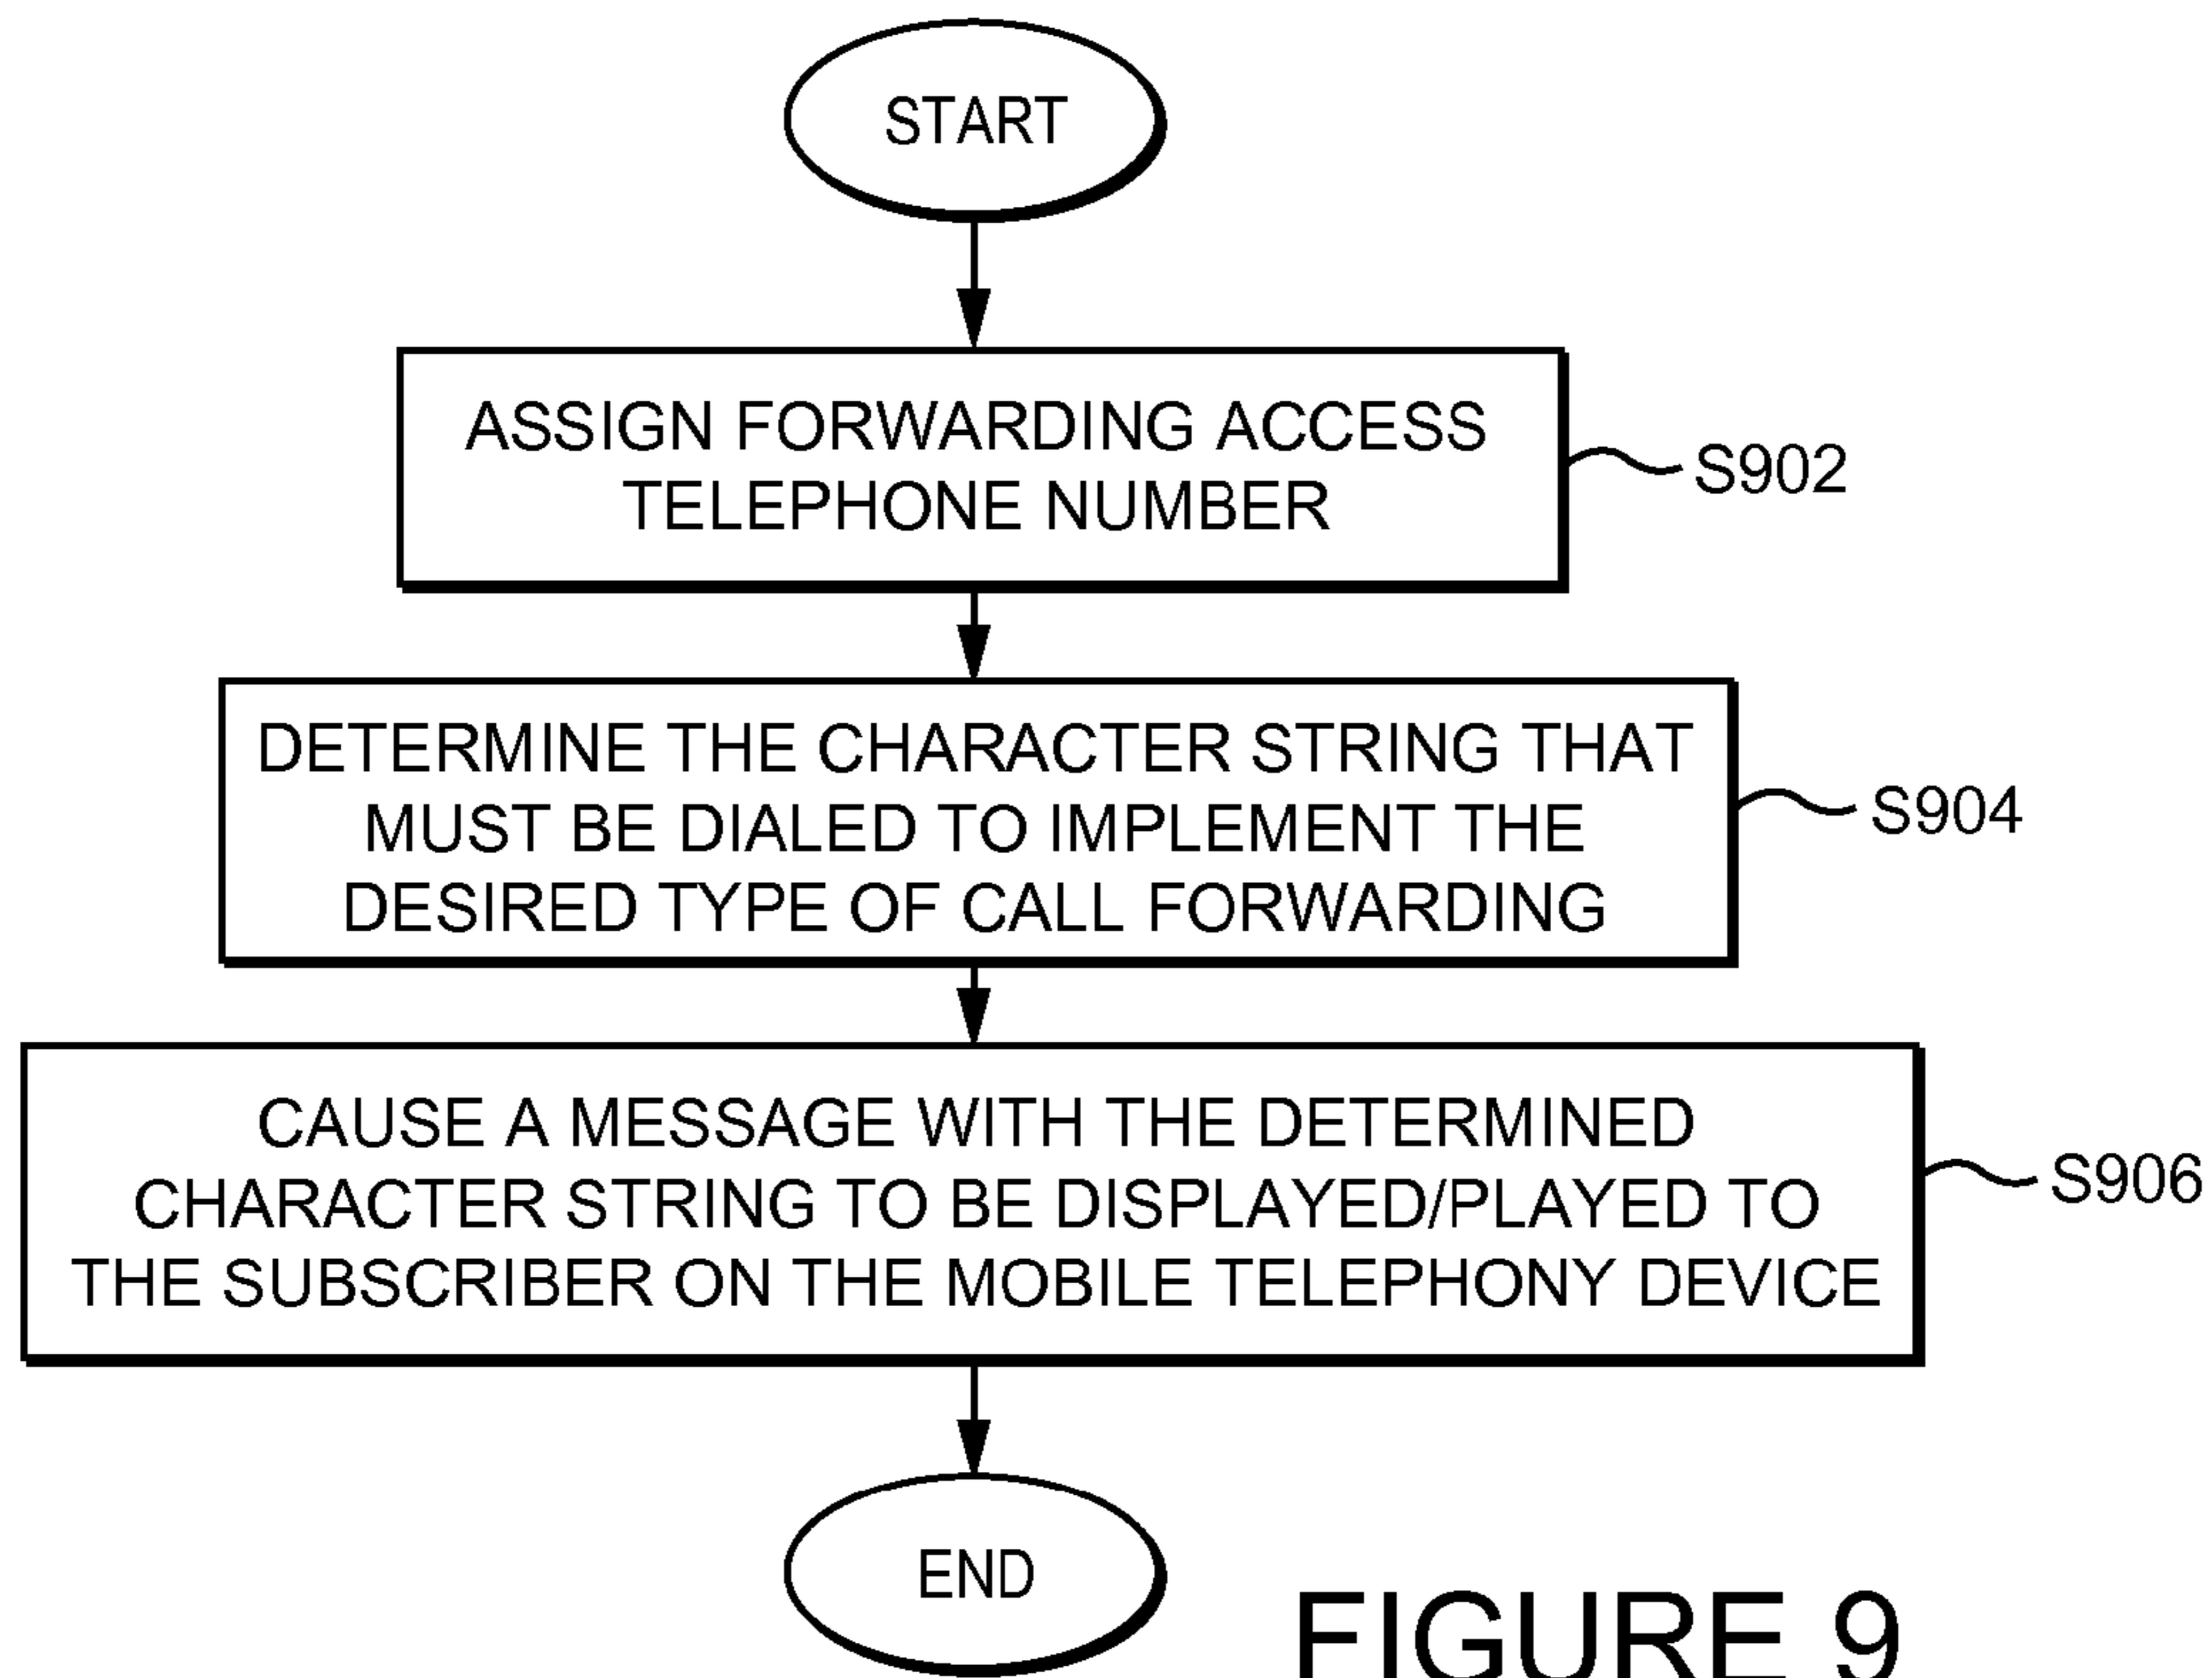 START
ASSIGN FORWARDING ACCESS
TELEPHONE NUMBER
S902
DETERMINE THE CHARACTER STRING THAT
MUST BE DIALED TO IMPLEMENT THE
DESIRED TYPE OF CALL FORWARDING
S904
CAUSE A MESSAGE WITH THE DETERMINED
CHARACTER STRING TO BE DISPLAYED/PLAYED TO
THE SUBSCRIBER ON THE MOBILE TELEPHONY DEVICE
S906
END
FIGURE 9